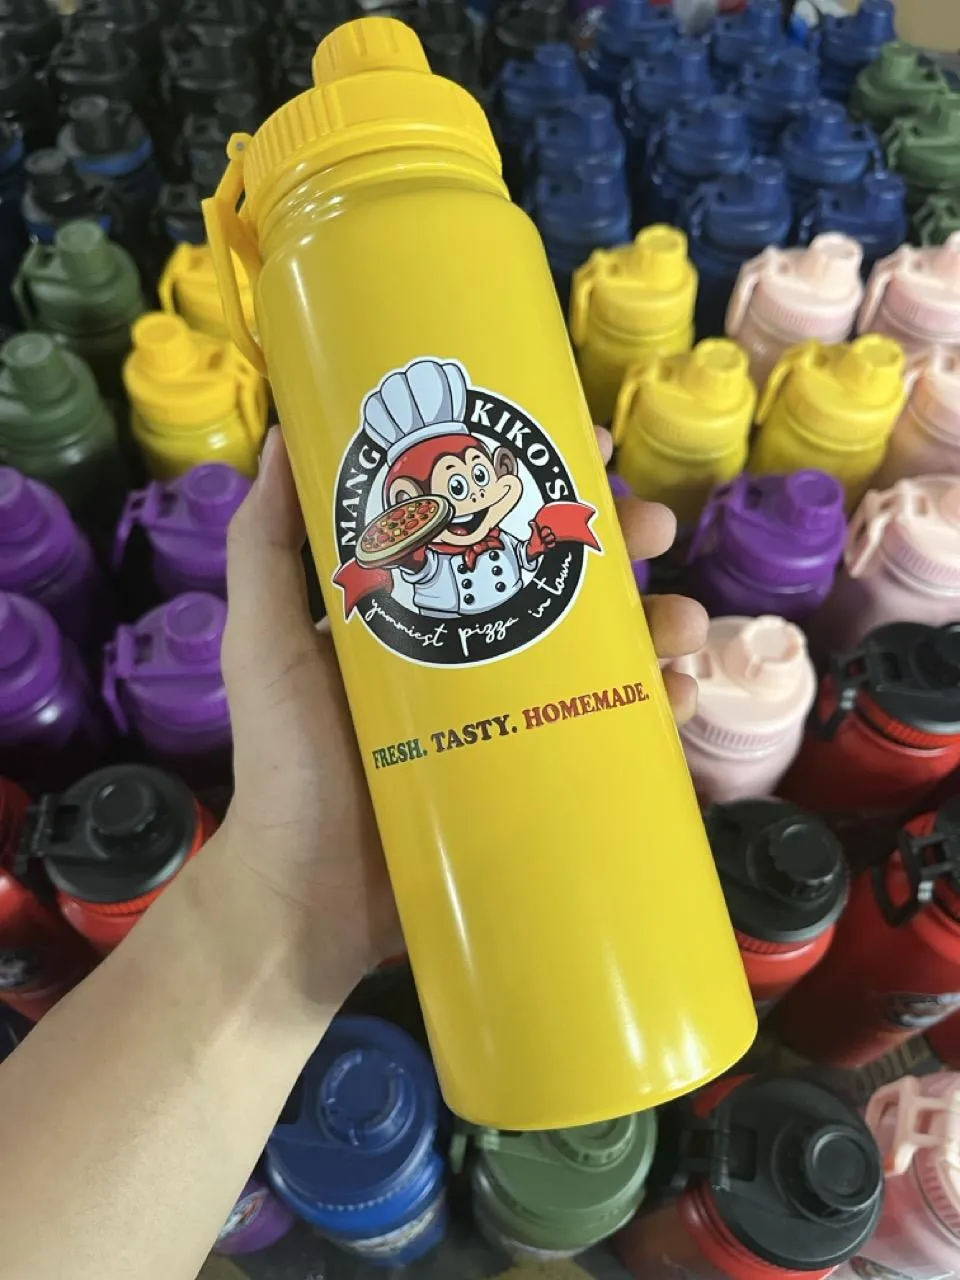 MANG KIKO'S
yummiest pizza in town
FRESH. TASTY. HOMEMADE.